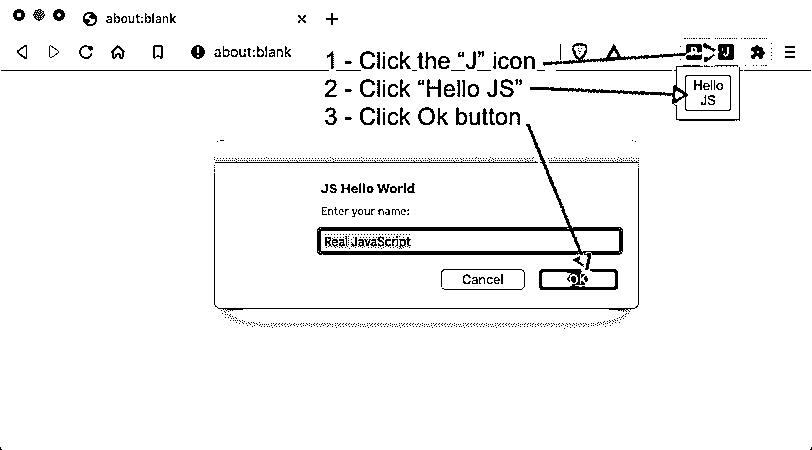 about:blank
about:blank
1 - Click the "J" icon
2 - Click “Hello JS”
3 - Click Ok button
J
Hello
JS
JS Hello World
Enter your name:
Real JavaScript
Cancel
OK